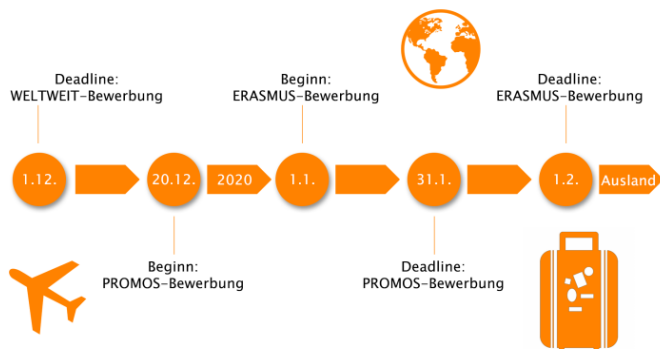 Deadline:
WELTWEIT-Bewerbung
Beginn:
ERASMUS-Bewerbung
Deadline:
ERASMUS-Bewerbung
1.12.
20.12.
2020
1.1.
31.1.
1.2.
Ausland
Beginn:
PROMOS-Bewerbung
Deadline:
PROMOS-Bewerbung